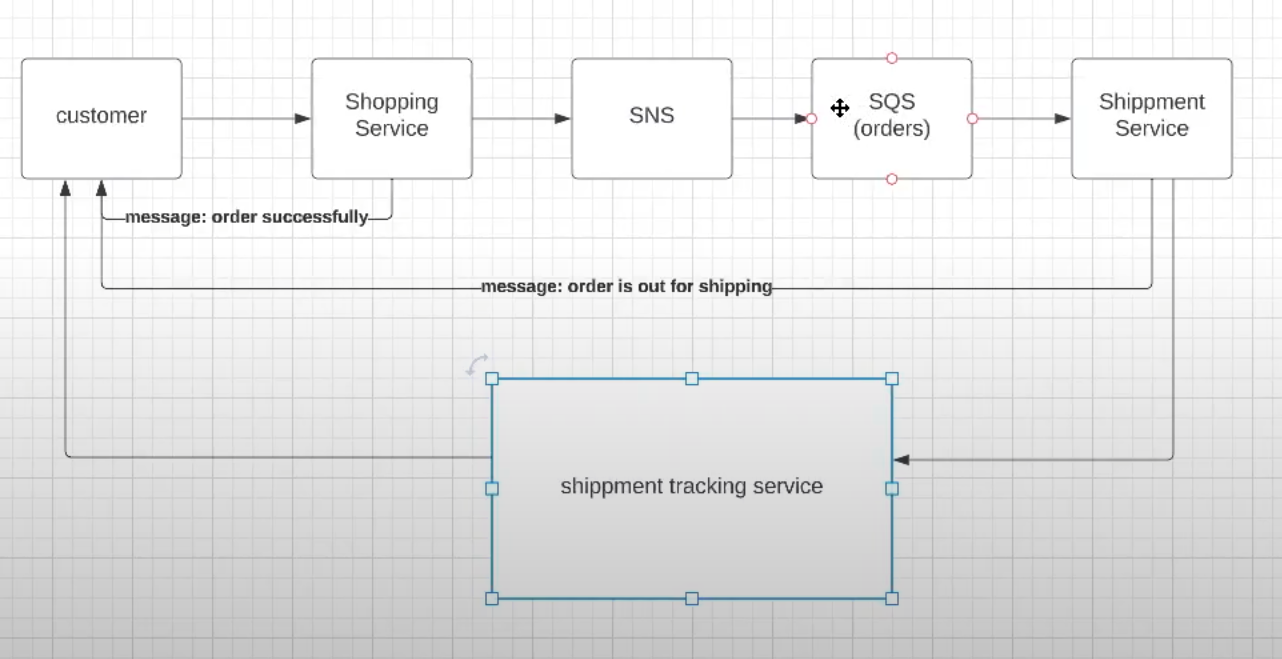 customer
Shopping
Service
SNS
SQS
(orders)
Shippment
Service
message: order successfully
message: order is out for shipping
shippment tracking service